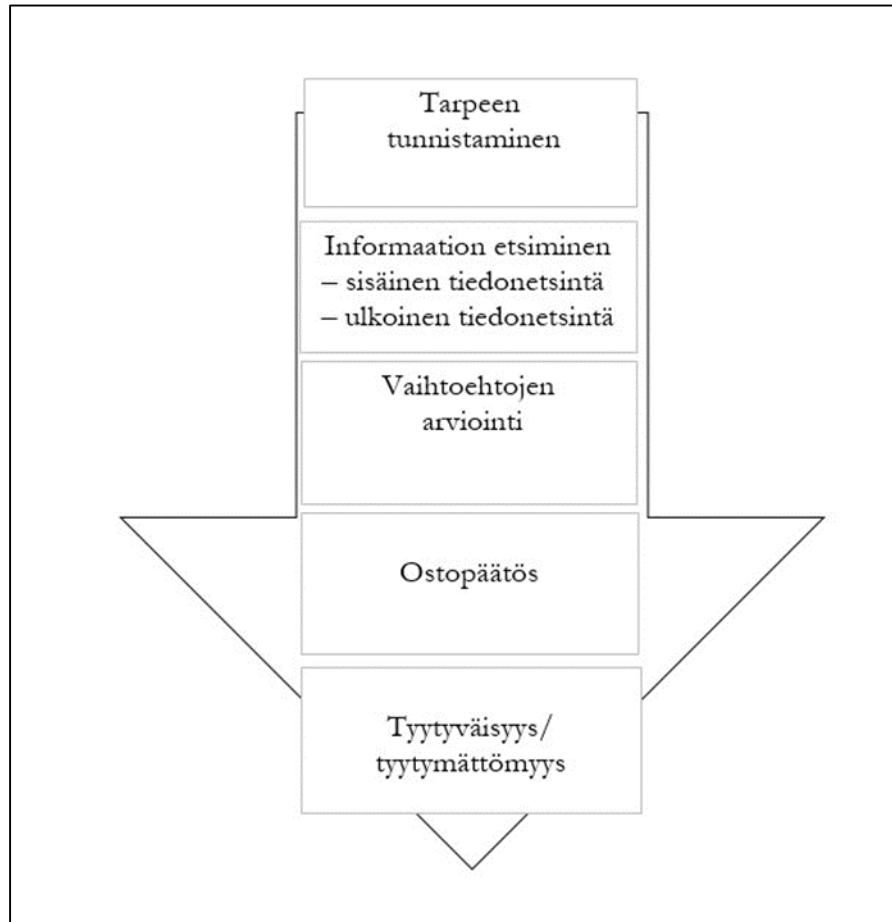 Tarpeen
tunnistaminen
Informaation etsiminen
– sisäinen tiedonetsintä
– ulkoinen tiedonetsintä
Vaihtoehtojen
arviointi
Ostopäätös
Tyytyväisyys/
tyytymättömyys